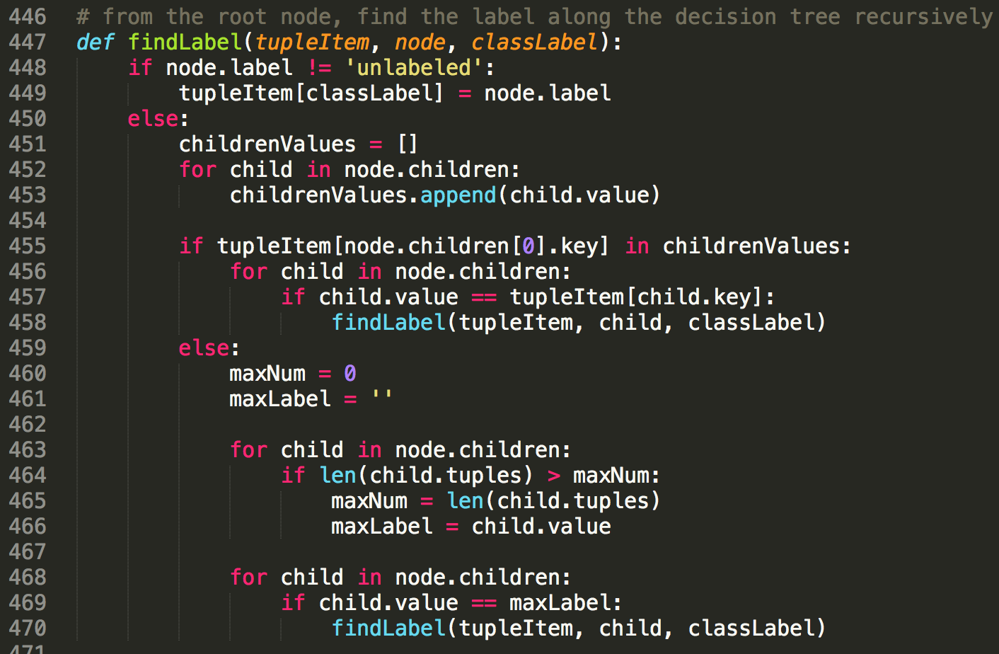 446 # from the root node, find the label along the decision tree recursively
447 def findLabel(tupleItem, node, classLabel):
448     if node.label != 'unlabeled':
449         tupleItem[classLabel] = node.label
450     else:
451         childrenValues = []
452         for child in node.children:
453             childrenValues.append(child.value)
454
455         if tupleItem[node.children[0].key] in childrenValues:
456             for child in node.children:
457                 if child.value == tupleItem[child.key]:
458                     findLabel(tupleItem, child, classLabel)
459         else:
460             maxNum = 0
461             maxLabel = ''
462
463             for child in node.children:
464                 if len(child.tuples) > maxNum:
465                     maxNum = len(child.tuples)
466                     maxLabel = child.value
467
468             for child in node.children:
469                 if child.value == maxLabel:
470                     findLabel(tupleItem, child, classLabel)
471